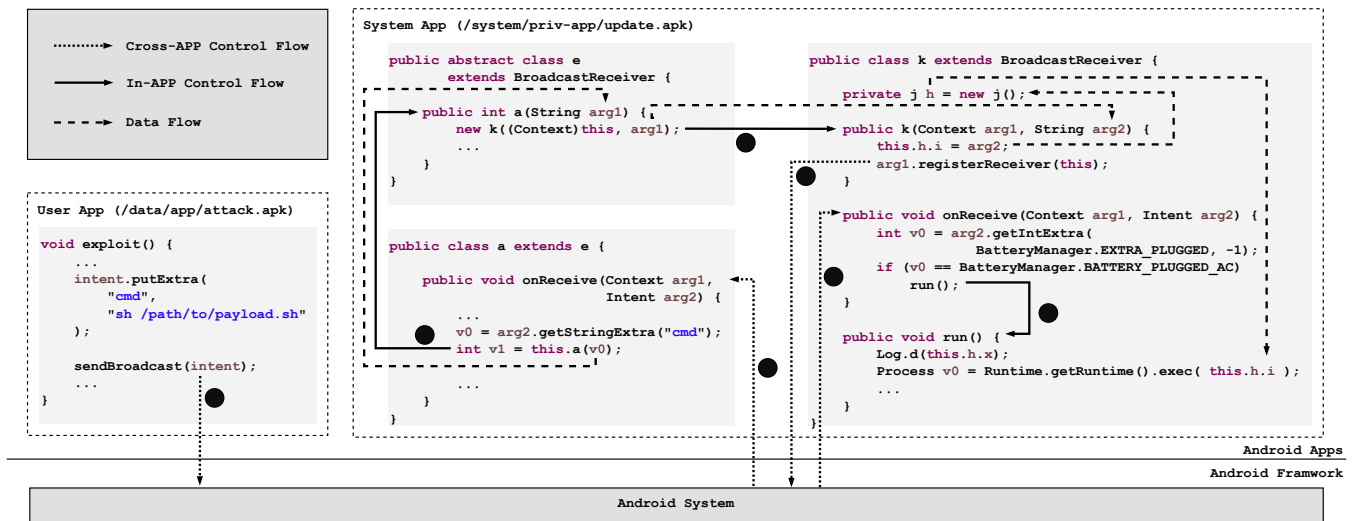 Cross-APP Control Flow
In-APP Control Flow
Data Flow
User App (/data/app/attack.apk)
void exploit() {
...
intent.putExtra(
"cmd",
"sh /path/to/payload.sh"
);
sendBroadcast(intent);
...
}
System App (/system/priv-app/update.apk)
public abstract class e
extends BroadcastReceiver {
public int a(String arg1) {
new k((Context)this, arg1);
...
}
}
public class a extends e {
public void onReceive(Context arg1,
Intent arg2) {
...
v0 = arg2.getStringExtra("cmd");
int v1 = this.a(v0);
...
}
}
public class k extends BroadcastReceiver {
private j h = new j();
public k(Context arg1, String arg2) {
this.h.i = arg2;
arg1.registerReceiver(this);
}
public void onReceive(Context arg1, Intent arg2) {
int v0 = arg2.getIntExtra(
BatteryManager.EXTRA_PLUGGED, -1);
if (v0 == BatteryManager.BATTERY_PLUGGED_AC)
run();
}
public void run() {
Log.d(this.h.x);
Process v0 = Runtime.getRuntime().exec( this.h.i );
...
}
}
Android Apps
Android Framwork
Android System